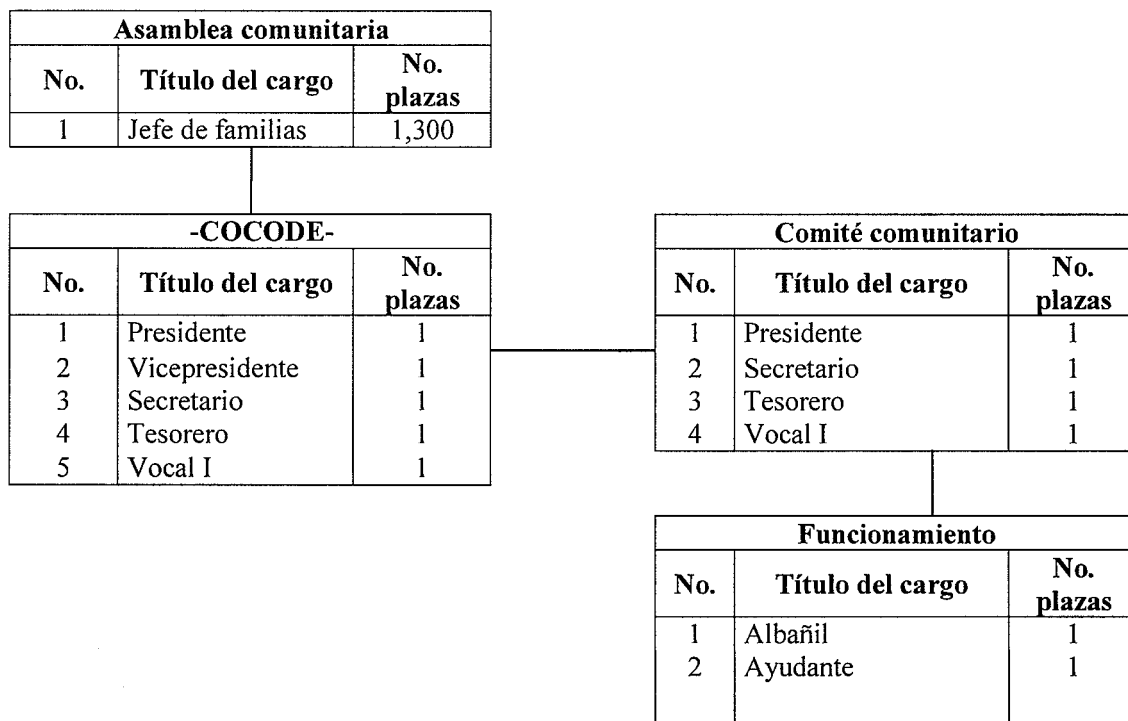 Asamblea comunitaria
No. Título del cargo No. plazas
1 Jefe de familias 1,300
-COCODE-
No. Título del cargo No. plazas
1 Presidente 1
2 Vicepresidente 1
3 Secretario 1
4 Tesorero 1
5 Vocal I 1
Comité comunitario
No. Título del cargo No. plazas
1 Presidente 1
2 Secretario 1
3 Tesorero 1
4 Vocal I 1
Funcionamiento
No. Título del cargo No. plazas
1 Albañil 1
2 Ayudante 1